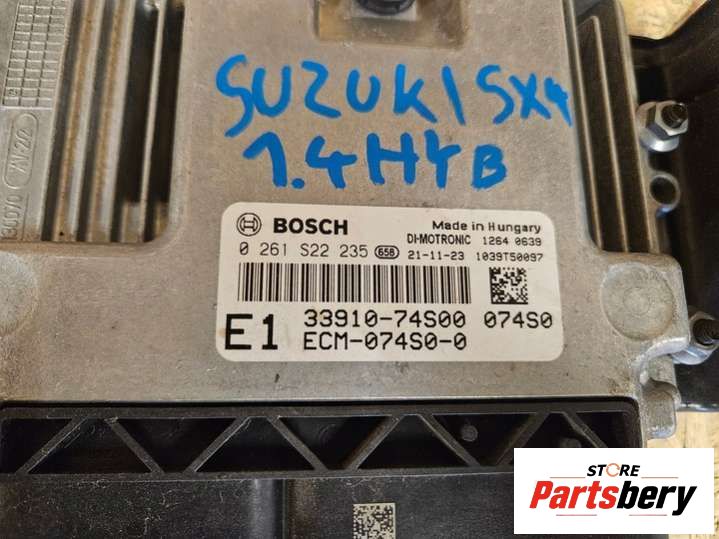 SUZUKI SX4
1.4 HYB
BOSCH
Made in Hungary
DI-MOTRONIC 1264 0639
0 261 S22 235 65B 21-11-23 1039T50097
E1 33910-74S00 074S0
ECM-074S0-0
STORE
Partsbery